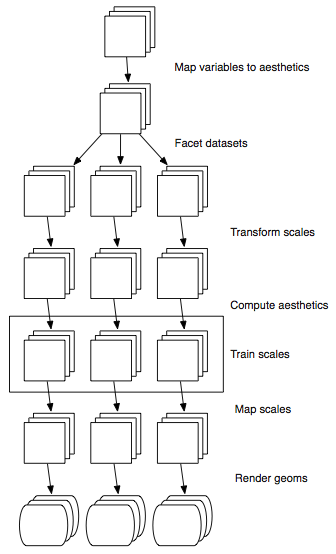 Map variables to aesthetics
Facet datasets
Transform scales
Compute aesthetics
Train scales
Map scales
Render geoms